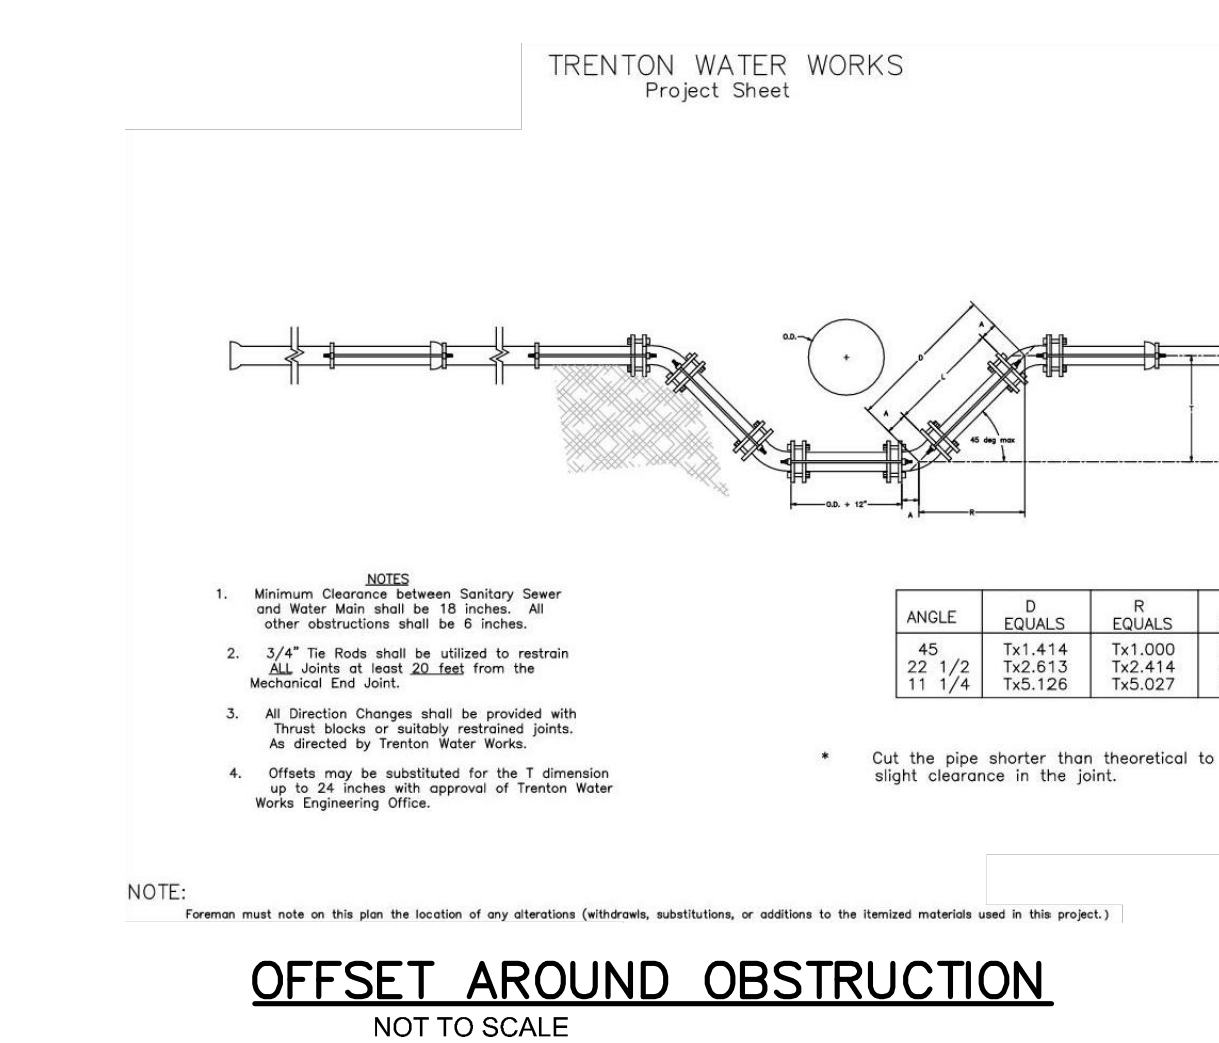 TRENTON WATER WORKS
Project Sheet
O.D.
A
D
L
A
T
45 deg max
O.D. + 12"
A
R
NOTES
1. Minimum Clearance between Sanitary Sewer
and Water Main shall be 18 inches. All
other obstructions shall be 6 inches.
2. 3/4" Tie Rods shall be utilized to restrain
ALL Joints at least 20 feet from the
Mechanical End Joint.
3. All Direction Changes shall be provided with
Thrust blocks or suitably restrained joints.
As directed by Trenton Water Works.
4. Offsets may be substituted for the T dimension
up to 24 inches with approval of Trenton Water
Works Engineering Office.
ANGLE D EQUALS R EQUALS
45 Tx1.414 Tx1.000
22 1/2 Tx2.613 Tx2.414
11 1/4 Tx5.126 Tx5.027
* Cut the pipe shorter than theoretical to
slight clearance in the joint.
NOTE:
Foreman must note on this plan the location of any alterations (withdrawls, substitutions, or additions to the itemized materials used in this project.)
OFFSET AROUND OBSTRUCTION
NOT TO SCALE